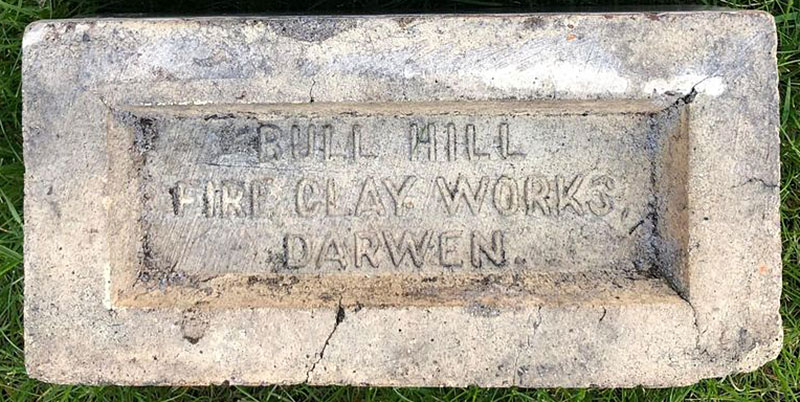 BULL HILL
FIRE CLAY WORKS,
DARWEN.